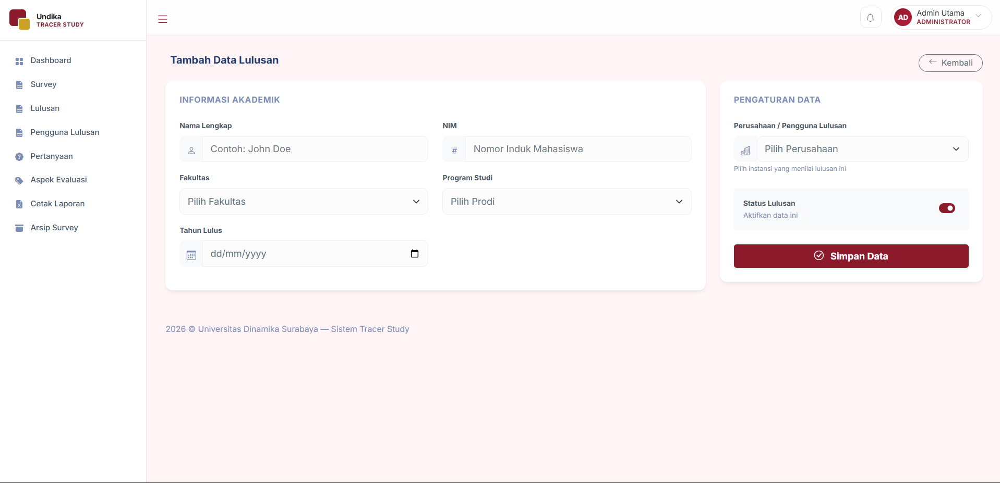 Undika
TRACER STUDY
AD
Admin Utama
ADMINISTRATOR
Dashboard
Survey
Lulusan
Pengguna Lulusan
Pertanyaan
Aspek Evaluasi
Cetak Laporan
Arsip Survey
Tambah Data Lulusan
Kembali
INFORMASI AKADEMIK
Nama Lengkap
Contoh: John Doe
NIM
# Nomor Induk Mahasiswa
Fakultas
Pilih Fakultas
Program Studi
Pilih Prodi
Tahun Lulus
dd/mm/yyyy
PENGATURAN DATA
Perusahaan / Pengguna Lulusan
Pilih Perusahaan
Pilih instansi yang menilai lulusan ini
Status Lulusan
Aktifkan data ini
Simpan Data
2026 © Universitas Dinamika Surabaya — Sistem Tracer Study